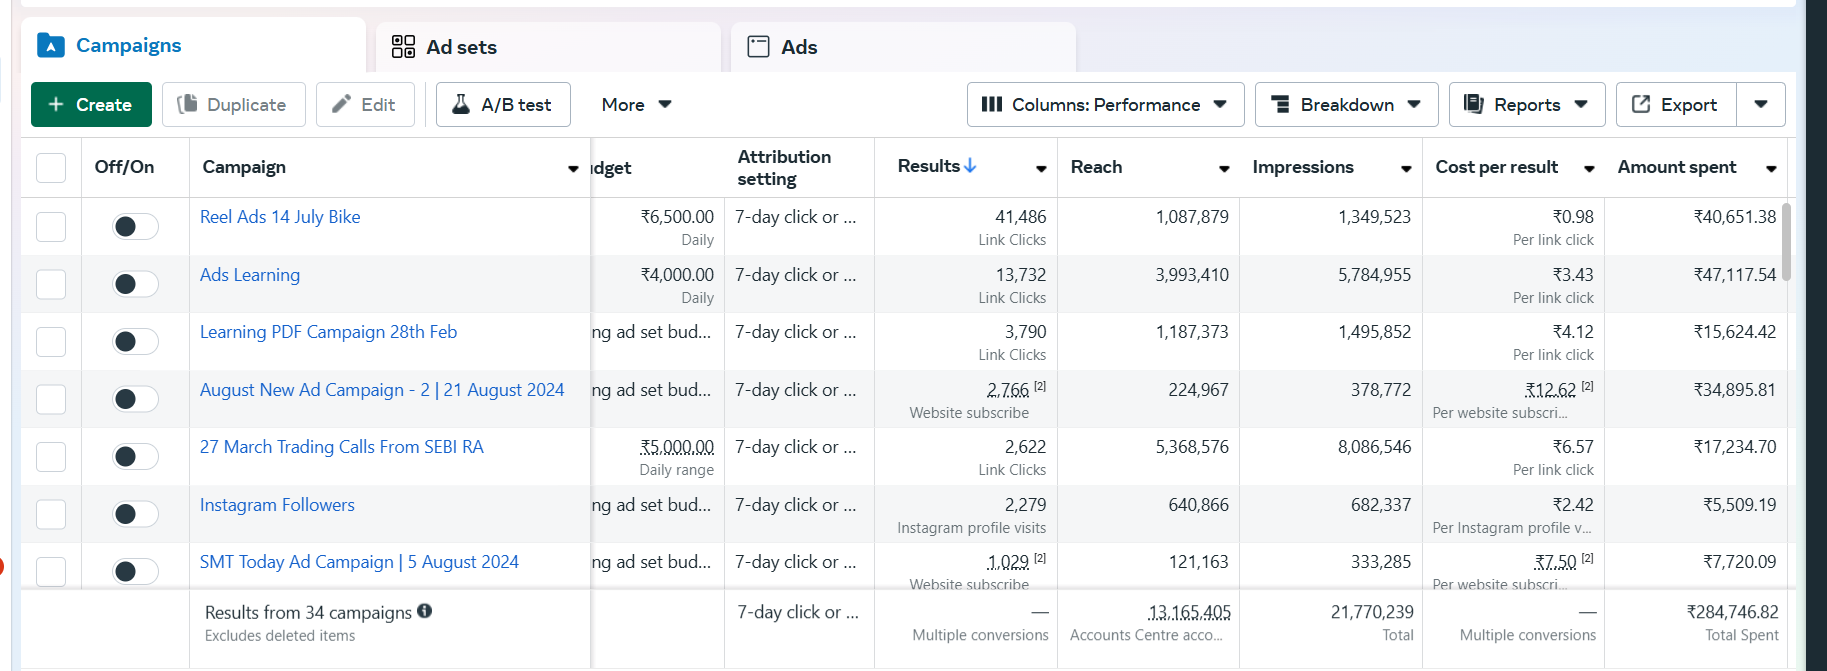 Campaigns
Ad sets
Ads
+ Create
Duplicate
Edit
A/B test
More
Columns: Performance
Breakdown
Reports
Export
Off/On
Campaign
Attribution
setting
Results↓
Reach
Impressions
Cost per result
Amount spent
Reel Ads 14 July Bike
₹6,500.00
Daily
7-day click or ...
41,486
Link Clicks
1,087,879
1,349,523
₹0.98
Per link click
₹40,651.38
Ads Learning
₹4,000.00
Daily
7-day click or ...
13,732
Link Clicks
3,993,410
5,784,955
₹3.43
Per link click
₹47,117.54
Learning PDF Campaign 28th Feb
ng ad set bud...
7-day click or ...
3,790
Link Clicks
1,187,373
1,495,852
₹4.12
Per link click
₹15,624.42
August New Ad Campaign - 2 | 21 August 2024
ng ad set bud...
7-day click or ...
2,766 [2]
Website subscribe
224,967
378,772
₹12.62 [2]
Per website subscri...
₹34,895.81
27 March Trading Calls From SEBI RA
₹5,000.00
Daily range
7-day click or ...
2,622
Link Clicks
5,368,576
8,086,546
₹6.57
Per link click
₹17,234.70
Instagram Followers
ng ad set bud...
7-day click or ...
2,279
Instagram profile visits
640,866
682,337
₹2.42
Per Instagram profile v...
₹5,509.19
SMT Today Ad Campaign | 5 August 2024
ng ad set bud...
7-day click or ...
1,029 [2]
Website subscribe
121,163
333,285
₹7.50 [2]
Per website subscri...
₹7,720.09
Results from 34 campaigns
Excludes deleted items
7-day click or ...
—
Multiple conversions
13,165,405
Accounts Centre acco...
21,770,239
Total
—
Multiple conversions
₹284,746.82
Total Spent